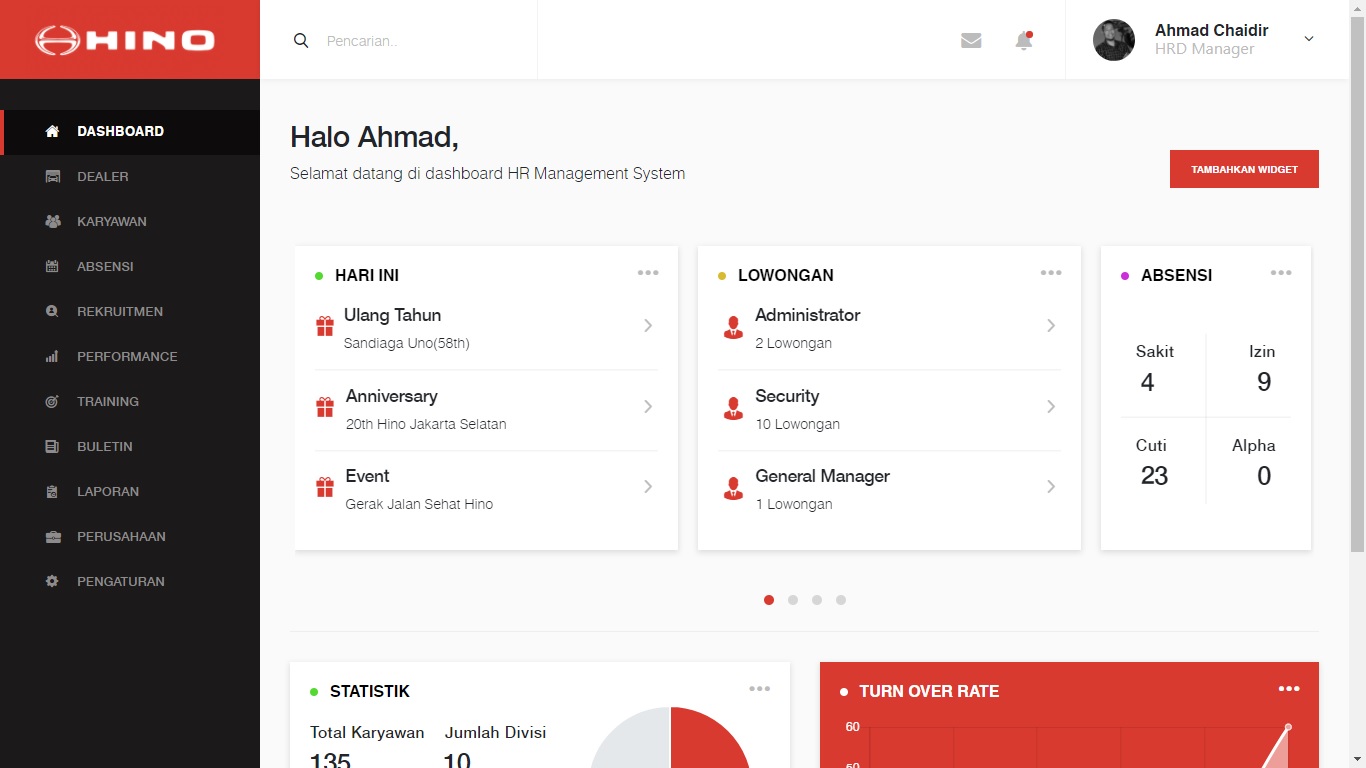 HINO
Pencarian..
Ahmad Chaidir
HRD Manager
DASHBOARD
DEALER
KARYAWAN
ABSENSI
REKRUITMEN
PERFORMANCE
TRAINING
BULETIN
LAPORAN
PERUSAHAAN
PENGATURAN
Halo Ahmad,
Selamat datang di dashboard HR Management System
TAMBAHKAN WIDGET
HARI INI
Ulang Tahun
Sandiaga Uno(58th)
Anniversary
20th Hino Jakarta Selatan
Event
Gerak Jalan Sehat Hino
LOWONGAN
Administrator
2 Lowongan
Security
10 Lowongan
General Manager
1 Lowongan
ABSENSI
Sakit
4
Izin
9
Cuti
23
Alpha
0
STATISTIK
Total Karyawan
135
Jumlah Divisi
10
TURN OVER RATE
60